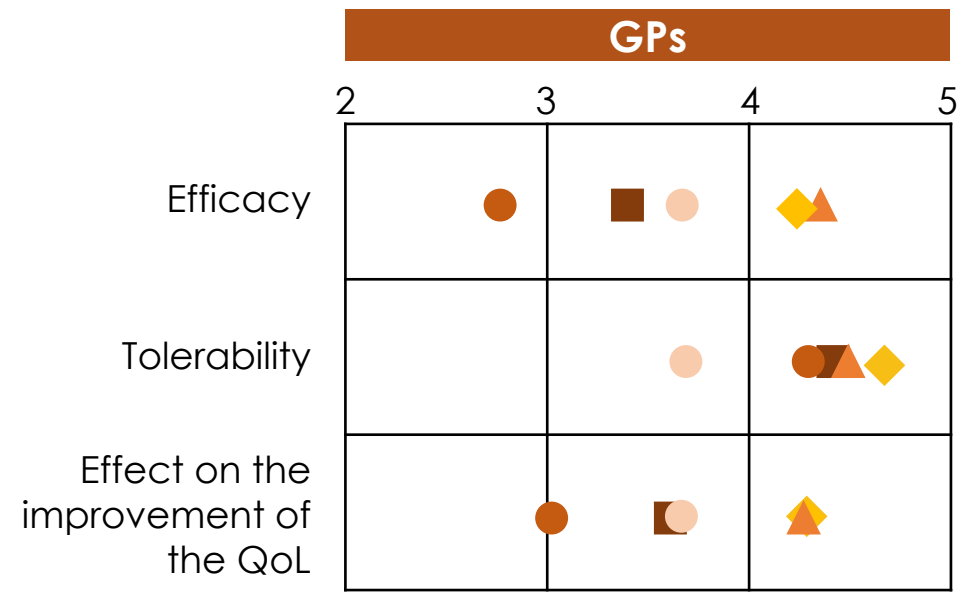 GPs
2 3 4 5
Efficacy
Tolerability
Effect on the
improvement of
the QoL